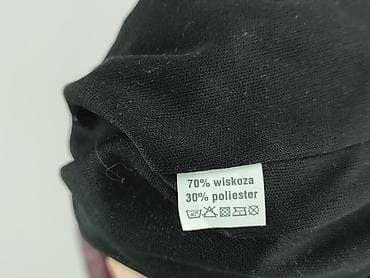 70% wiskoza
30% poliester